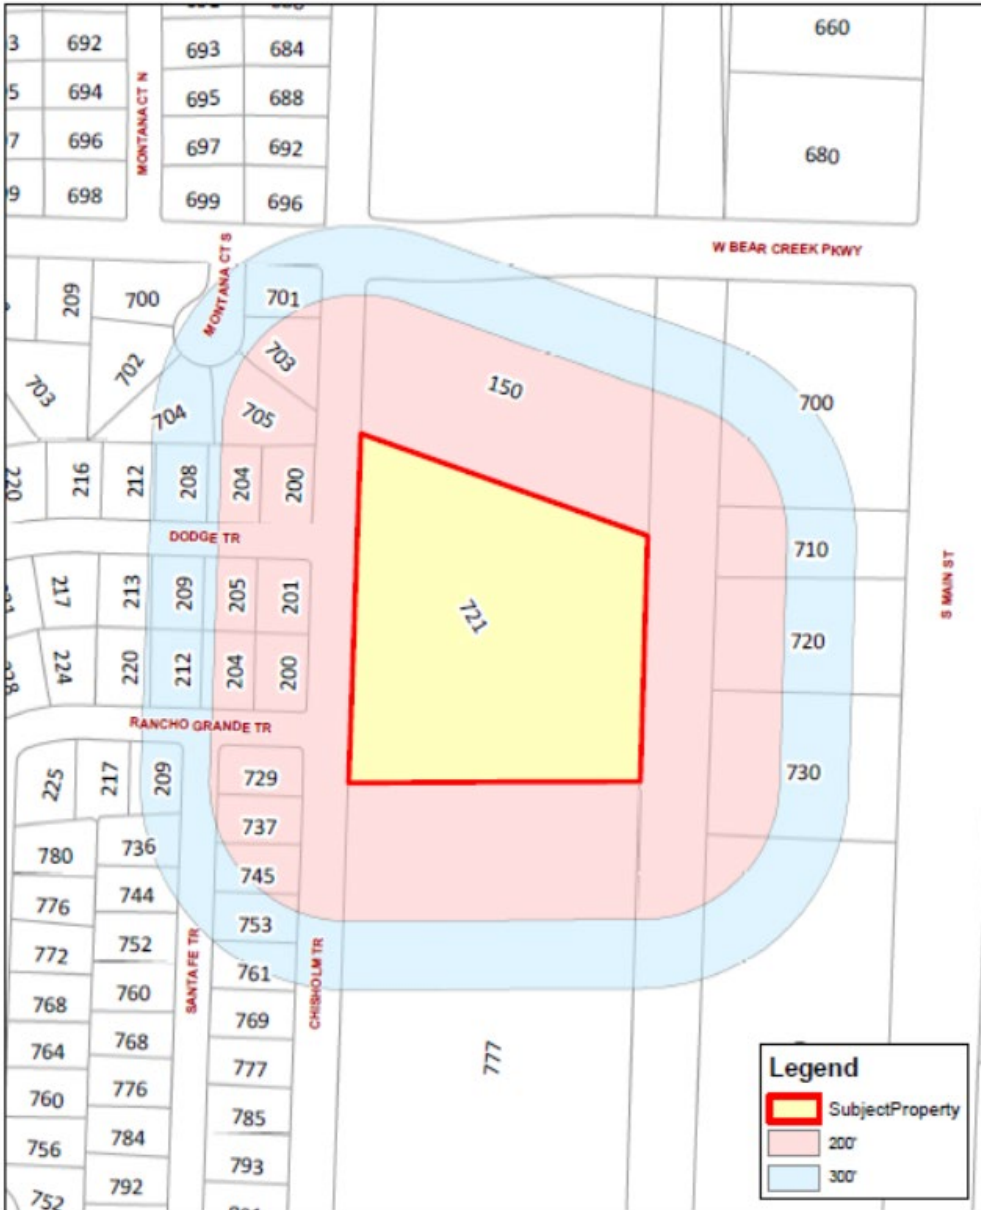 660
3 692 693 684
5 694 695 688
7 696 697 692
680
9 698 699 696
MONTANA CT N
W BEAR CREEK PKWY
MONTANA CT S
609 700 701
703 702 703 150 700
704 705
220 216 212 208 204 200
DODGE TR
710
217 213 209 205 201
721
S MAIN ST
720
224 220 212 204 200
RANCHO GRANDE TR
225 217 209 729 730
780 736 737
776 744 745
772 752 753
SANTA FE TR
CHISHOLM TR
768 760 761
764 768 769
760 776 777 777
756 784 785
752 792 793
Legend
SubjectProperty
200'
300'